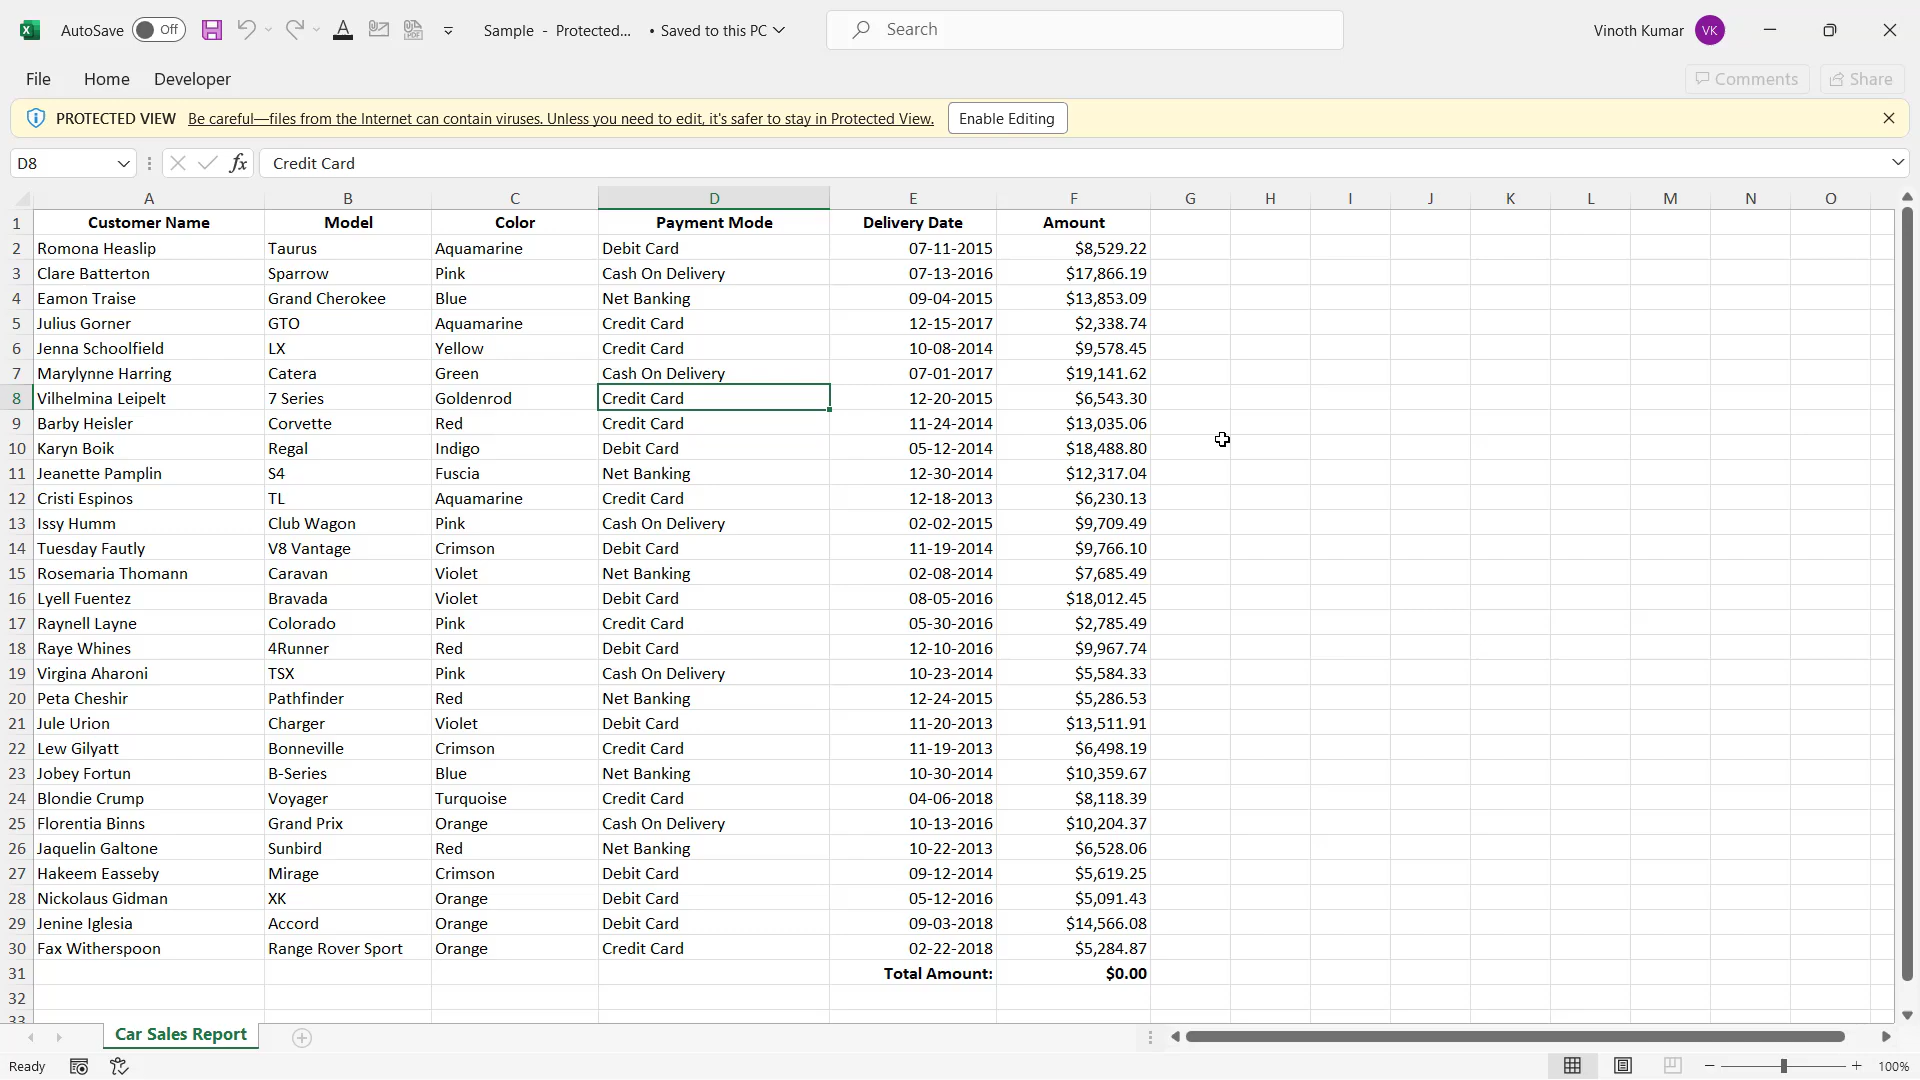 AutoSave Off Sample - Protected... • Saved to this PC Search Vinoth Kumar VK
File Home Developer Comments Share
PROTECTED VIEW Be careful—files from the Internet can contain viruses. Unless you need to edit, it's safer to stay in Protected View. Enable Editing
D8 fx Credit Card
A B C D E F G H I J K L M N O
1 Customer Name Model Color Payment Mode Delivery Date Amount
2 Romona Heaslip Taurus Aquamarine Debit Card 07-11-2015 $8,529.22
3 Clare Batterton Sparrow Pink Cash On Delivery 07-13-2016 $17,866.19
4 Eamon Traise Grand Cherokee Blue Net Banking 09-04-2015 $13,853.09
5 Julius Gorner GTO Aquamarine Credit Card 12-15-2017 $2,338.74
6 Jenna Schoolfield LX Yellow Credit Card 10-08-2014 $9,578.45
7 Marylynne Harring Catera Green Cash On Delivery 07-01-2017 $19,141.62
8 Vilhelmina Leipelt 7 Series Goldenrod Credit Card 12-20-2015 $6,543.30
9 Barby Heisler Corvette Red Credit Card 11-24-2014 $13,035.06
10 Karyn Boik Regal Indigo Debit Card 05-12-2014 $18,488.80
11 Jeanette Pamplin S4 Fuscia Net Banking 12-30-2014 $12,317.04
12 Cristi Espinos TL Aquamarine Credit Card 12-18-2013 $6,230.13
13 Issy Humm Club Wagon Pink Cash On Delivery 02-02-2015 $9,709.49
14 Tuesday Fautly V8 Vantage Crimson Debit Card 11-19-2014 $9,766.10
15 Rosemaria Thomann Caravan Violet Net Banking 02-08-2014 $7,685.49
16 Lyell Fuentez Bravada Violet Debit Card 08-05-2016 $18,012.45
17 Raynell Layne Colorado Pink Credit Card 05-30-2016 $2,785.49
18 Raye Whines 4Runner Red Debit Card 12-10-2016 $9,967.74
19 Virgina Aharoni TSX Pink Cash On Delivery 10-23-2014 $5,584.33
20 Peta Cheshir Pathfinder Red Net Banking 12-24-2015 $5,286.53
21 Jule Urion Charger Violet Debit Card 11-20-2013 $13,511.91
22 Lew Gilyatt Bonneville Crimson Credit Card 11-19-2013 $6,498.19
23 Jobey Fortun B-Series Blue Net Banking 10-30-2014 $10,359.67
24 Blondie Crump Voyager Turquoise Credit Card 04-06-2018 $8,118.39
25 Florentia Binns Grand Prix Orange Cash On Delivery 10-13-2016 $10,204.37
26 Jaquelin Galtone Sunbird Red Net Banking 10-22-2013 $6,528.06
27 Hakeem Easseby Mirage Crimson Debit Card 09-12-2014 $5,619.25
28 Nickolaus Gidman XK Orange Debit Card 05-12-2016 $5,091.43
29 Jenine Iglesia Accord Orange Debit Card 09-03-2018 $14,566.08
30 Fax Witherspoon Range Rover Sport Orange Credit Card 02-22-2018 $5,284.87
31 Total Amount: $0.00
32
33
Car Sales Report
Ready 100%